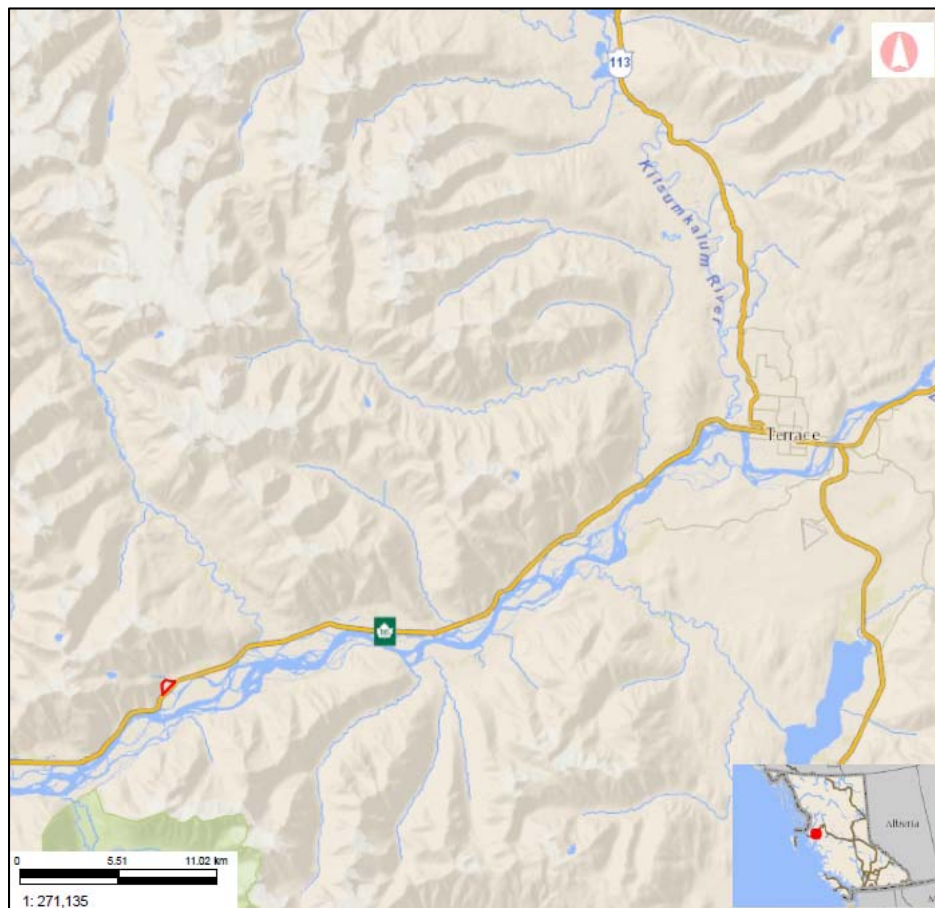 113
Kitsumkalum River
Terrace
16
Alberta
0 5.51 11.02 km
1: 271,135